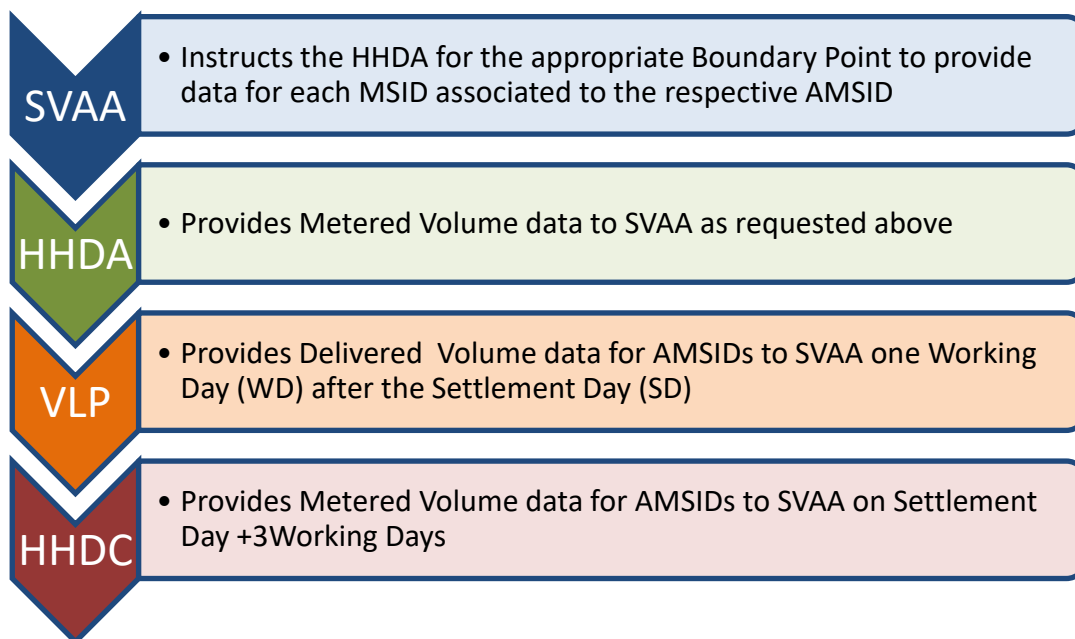 SVAA
• Instructs the HHDA for the appropriate Boundary Point to provide
data for each MSID associated to the respective AMSID
HHDA
• Provides Metered Volume data to SVAA as requested above
VLP
• Provides Delivered  Volume data for AMSIDs to SVAA one Working
Day (WD) after the Settlement Day (SD)
HHDC
• Provides Metered Volume data for AMSIDs to SVAA on Settlement
Day +3Working Days